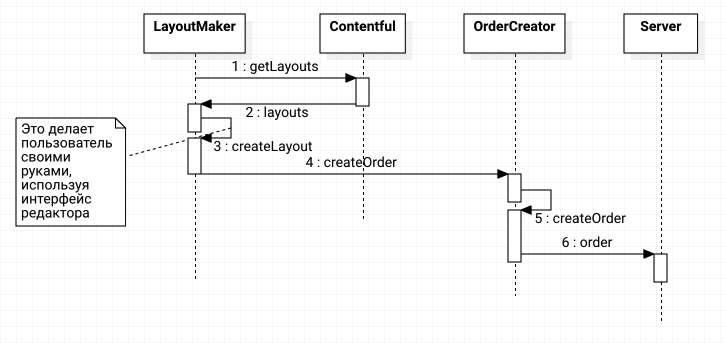 LayoutMaker
Contentful
OrderCreator
Server
1 : getLayouts
2 : layouts
3 : createLayout
4 : createOrder
Это делает
пользователь
своими
руками,
используя
интерфейс
редактора
5 : createOrder
6 : order